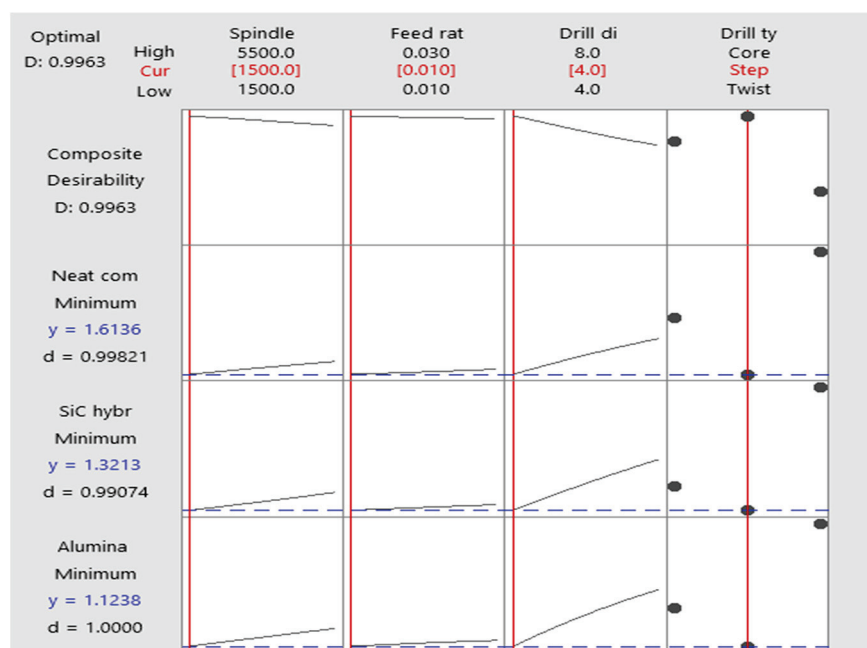 Optimal
D: 0.9963
High
Cur
Low
Spindle
5500.0
[1500.0]
1500.0
Feed rat
0.030
[0.010]
0.010
Drill di
8.0
[4.0]
4.0
Drill ty
Core
Step
Twist
Composite
Desirability
D: 0.9963
Neat com
Minimum
y = 1.6136
d = 0.99821
SiC hybr
Minimum
y = 1.3213
d = 0.99074
Alumina
Minimum
y = 1.1238
d = 1.0000